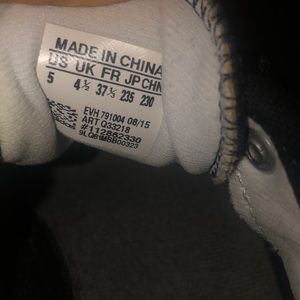 MADE IN CHINA
US UK FR JP CHN
5 4½ 37⅓ 235 230
EVH 791004 08/15
ART Q33218
#112882330
9LQB1MBB00323